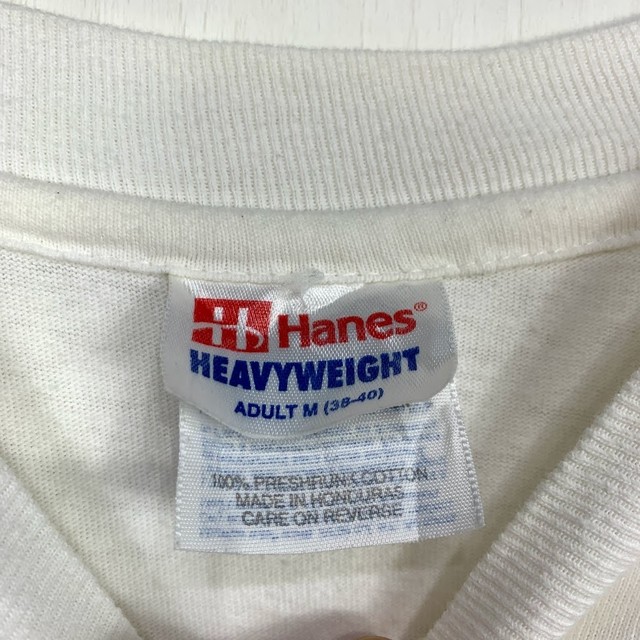 Hanes®
HEAVYWEIGHT
ADULT M (38-40)
100% PRESHRUNK COTTON
MADE IN HONDURAS
CARE ON REVERSE